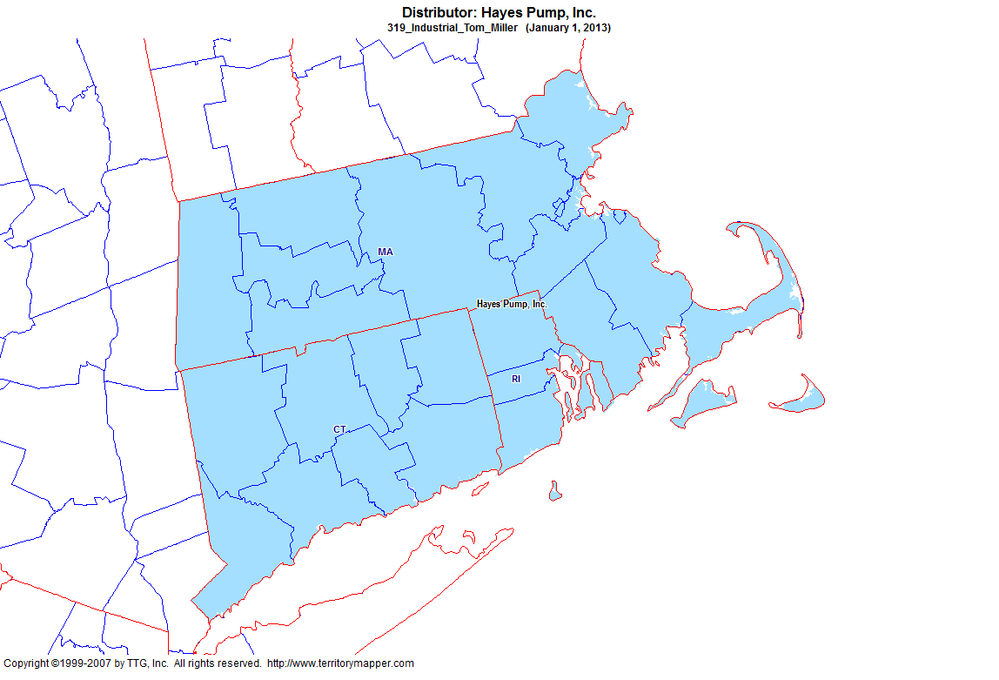 Distributor: Hayes Pump, Inc.
319_Industrial_Tom_Miller (January 1, 2013)
MA
Hayes Pump, Inc.
RI
CT
Copyright ©1999-2007 by TTG, Inc. All rights reserved. http://www.territorymapper.com